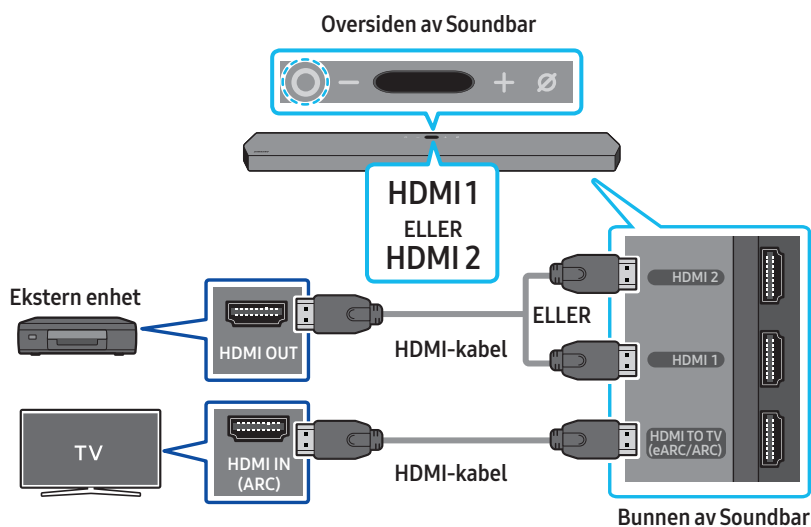 Oversiden av Soundbar
HDMI 1
ELLER
HDMI 2
Ekstern enhet
HDMI OUT
HDMI-kabel
ELLER
HDMI 2
HDMI 1
TV
HDMI IN
(ARC)
HDMI-kabel
HDMI TO TV
(eARC/ARC)
Bunnen av Soundbar